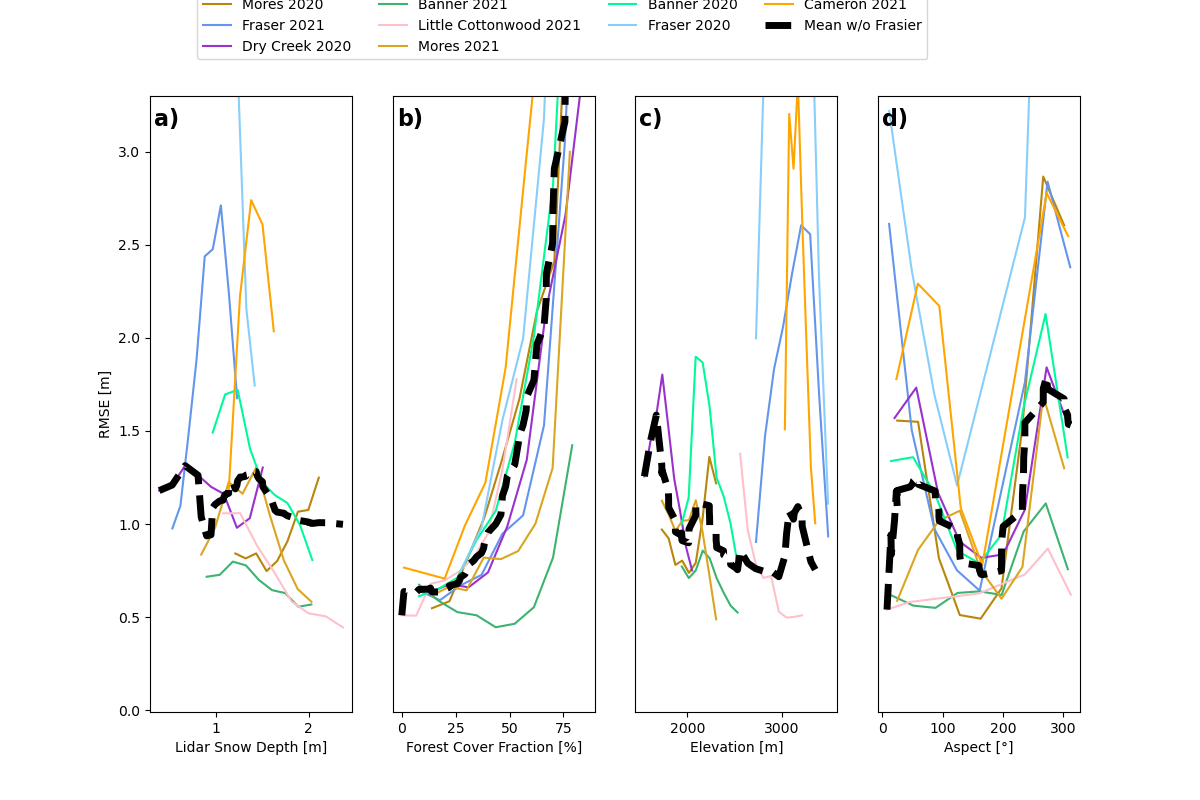 Mores 2020 Banner 2021 Banner 2020 Cameron 2021
Fraser 2021 Little Cottonwood 2021 Fraser 2020 Mean w/o Frasier
Dry Creek 2020 Mores 2021
a) b) c) d)
3.0
2.5
2.0
1.5
1.0
0.5
0.0
RMSE [m]
1 2 0 25 50 75 2000 3000 0 100 200 300
Lidar Snow Depth [m] Forest Cover Fraction [%] Elevation [m] Aspect [°]